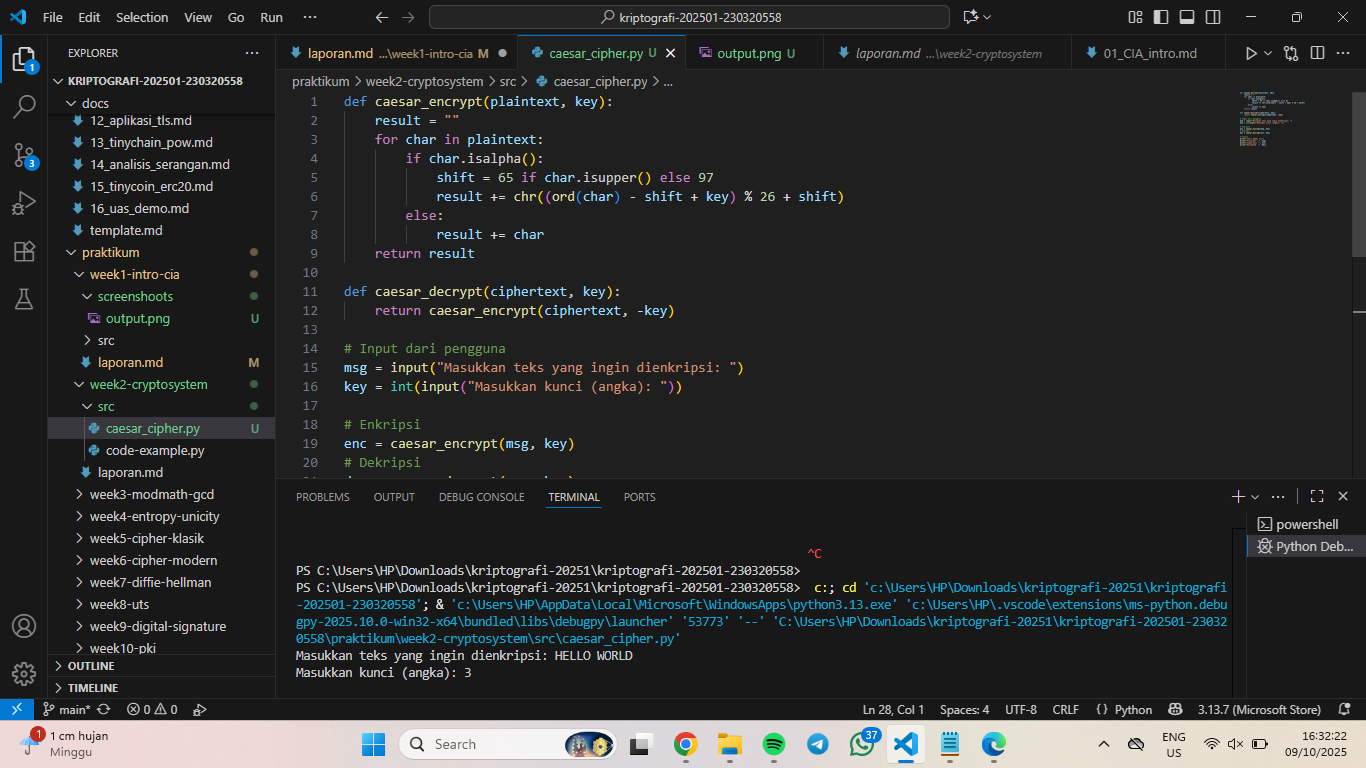 File Edit Selection View Go Run ··· kriptografi-202501-230320558
EXPLORER ···
KRIPTOGRAFI-202501-230320558
docs
12_aplikasi_tls.md
13_tinychain_pow.md
14_analisis_serangan.md
15_tinycoin_erc20.md
16_uas_demo.md
template.md
praktikum
week1-intro-cia
screenshoots
output.png U
src
laporan.md M
week2-cryptosystem
src
caesar_cipher.py U
code-example.py
laporan.md
week3-modmath-gcd
week4-entropy-unicity
week5-cipher-klasik
week6-cipher-modern
week7-diffie-hellman
week8-uts
week9-digital-signature
week10-pki
OUTLINE
TIMELINE
1
3
laporan.md ...\week1-intro-cia M caesar_cipher.py U output.png U laporan.md ...\week2-cryptosystem 01_CIA_intro.md
praktikum > week2-cryptosystem > src > caesar_cipher.py > ...
1 def caesar_encrypt(plaintext, key):
2 result = ""
3 for char in plaintext:
4 if char.isalpha():
5 shift = 65 if char.isupper() else 97
6 result += chr((ord(char) - shift + key) % 26 + shift)
7 else:
8 result += char
9 return result
10
11 def caesar_decrypt(ciphertext, key):
12 return caesar_encrypt(ciphertext, -key)
13
14 # Input dari pengguna
15 msg = input("Masukkan teks yang ingin dienkripsi: ")
16 key = int(input("Masukkan kunci (angka): "))
17
18 # Enkripsi
19 enc = caesar_encrypt(msg, key)
20 # Dekripsi
PROBLEMS OUTPUT DEBUG CONSOLE TERMINAL PORTS
powershell
Python Deb...
^C
PS C:\Users\HP\Downloads\kriptografi-20251\kriptografi-202501-230320558>
PS C:\Users\HP\Downloads\kriptografi-20251\kriptografi-202501-230320558> c:; cd 'c:\Users\HP\Downloads\kriptografi-20251\kriptografi
-202501-230320558'; & 'c:\Users\HP\AppData\Local\Microsoft\WindowsApps\python3.13.exe' 'c:\Users\HP\.vscode\extensions\ms-python.debu
gpy-2025.10.0-win32-x64\bundled\libs\debugpy\launcher' '53773' '--' 'C:\Users\HP\Downloads\kriptografi-20251\kriptografi-202501-23032
0558\praktikum\week2-cryptosystem\src\caesar_cipher.py'
Masukkan teks yang ingin dienkripsi: HELLO WORLD
Masukkan kunci (angka): 3
main* 0 0 Ln 28, Col 1 Spaces: 4 UTF-8 CRLF {} Python 3.13.7 (Microsoft Store)
1 1 cm hujan
Minggu
Search
37
ENG
US
16:32:22
09/10/2025